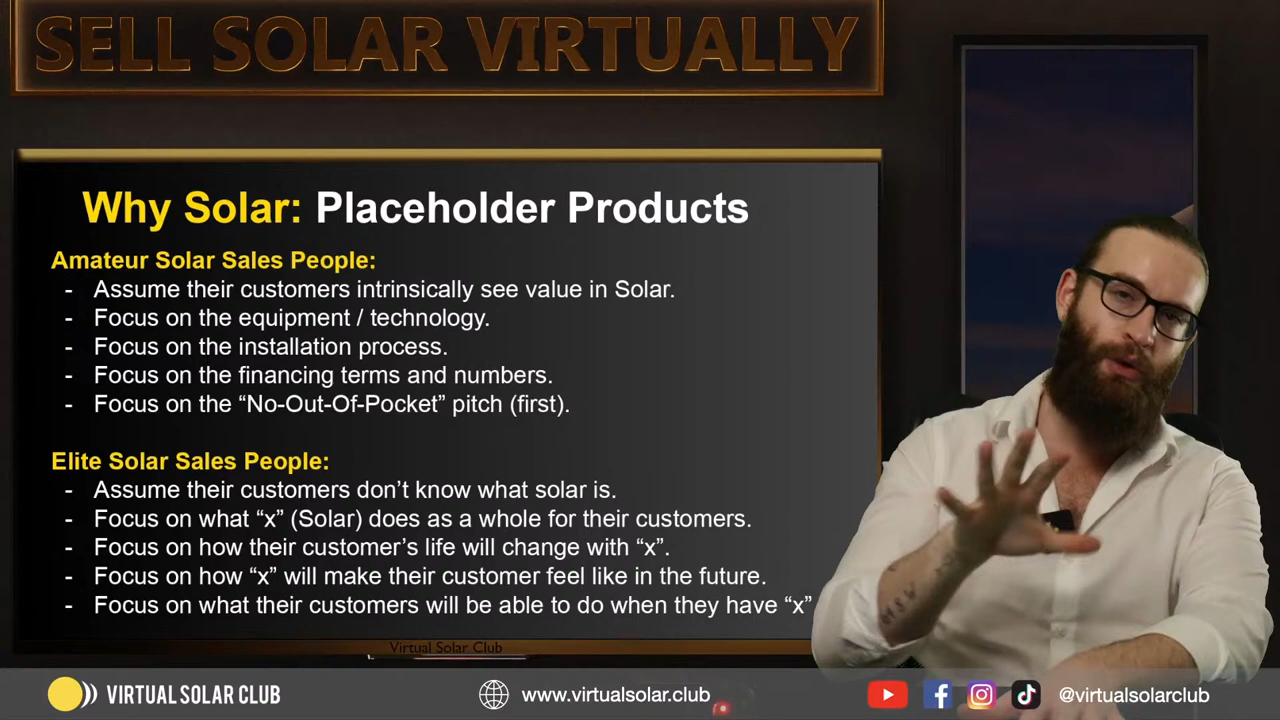 SELL SOLAR VIRTUALLY
Why Solar: Placeholder Products
Amateur Solar Sales People:
- Assume their customers intrinsically see value in Solar.
- Focus on the equipment / technology.
- Focus on the installation process.
- Focus on the financing terms and numbers.
- Focus on the “No-Out-Of-Pocket” pitch (first).
Elite Solar Sales People:
- Assume their customers don’t know what solar is.
- Focus on what “x” (Solar) does as a whole for their customers.
- Focus on how their customer’s life will change with “x”.
- Focus on how “x” will make their customer feel like in the future.
- Focus on what their customers will be able to do when they have “x”
Virtual Solar Club
VIRTUAL SOLAR CLUB
www.virtualsolar.club
@virtualsolarclub